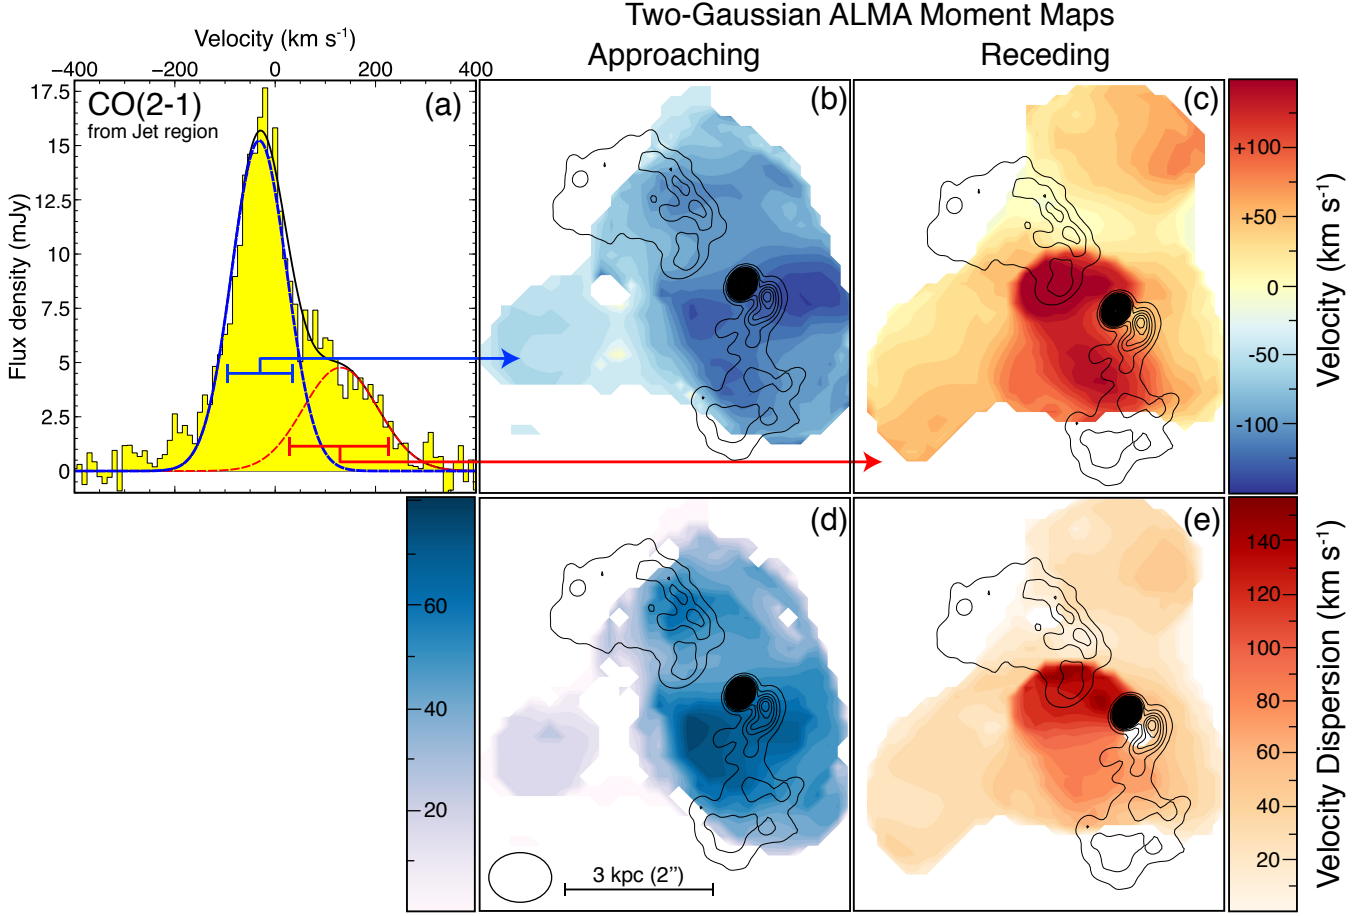 Two-Gaussian ALMA Moment Maps
Velocity (km s-1)
Approaching
Receding
−400 −200 0 200 400
CO(2-1)
from Jet region
(a)
(b)
(c)
17.5
15
12.5
10
7.5
5
2.5
0
Flux density (mJy)
+100
+50
0
-50
-100
Velocity (km s-1)
(d)
(e)
60
40
20
3 kpc (2”)
140
120
100
80
60
40
20
Velocity Dispersion (km s-1)